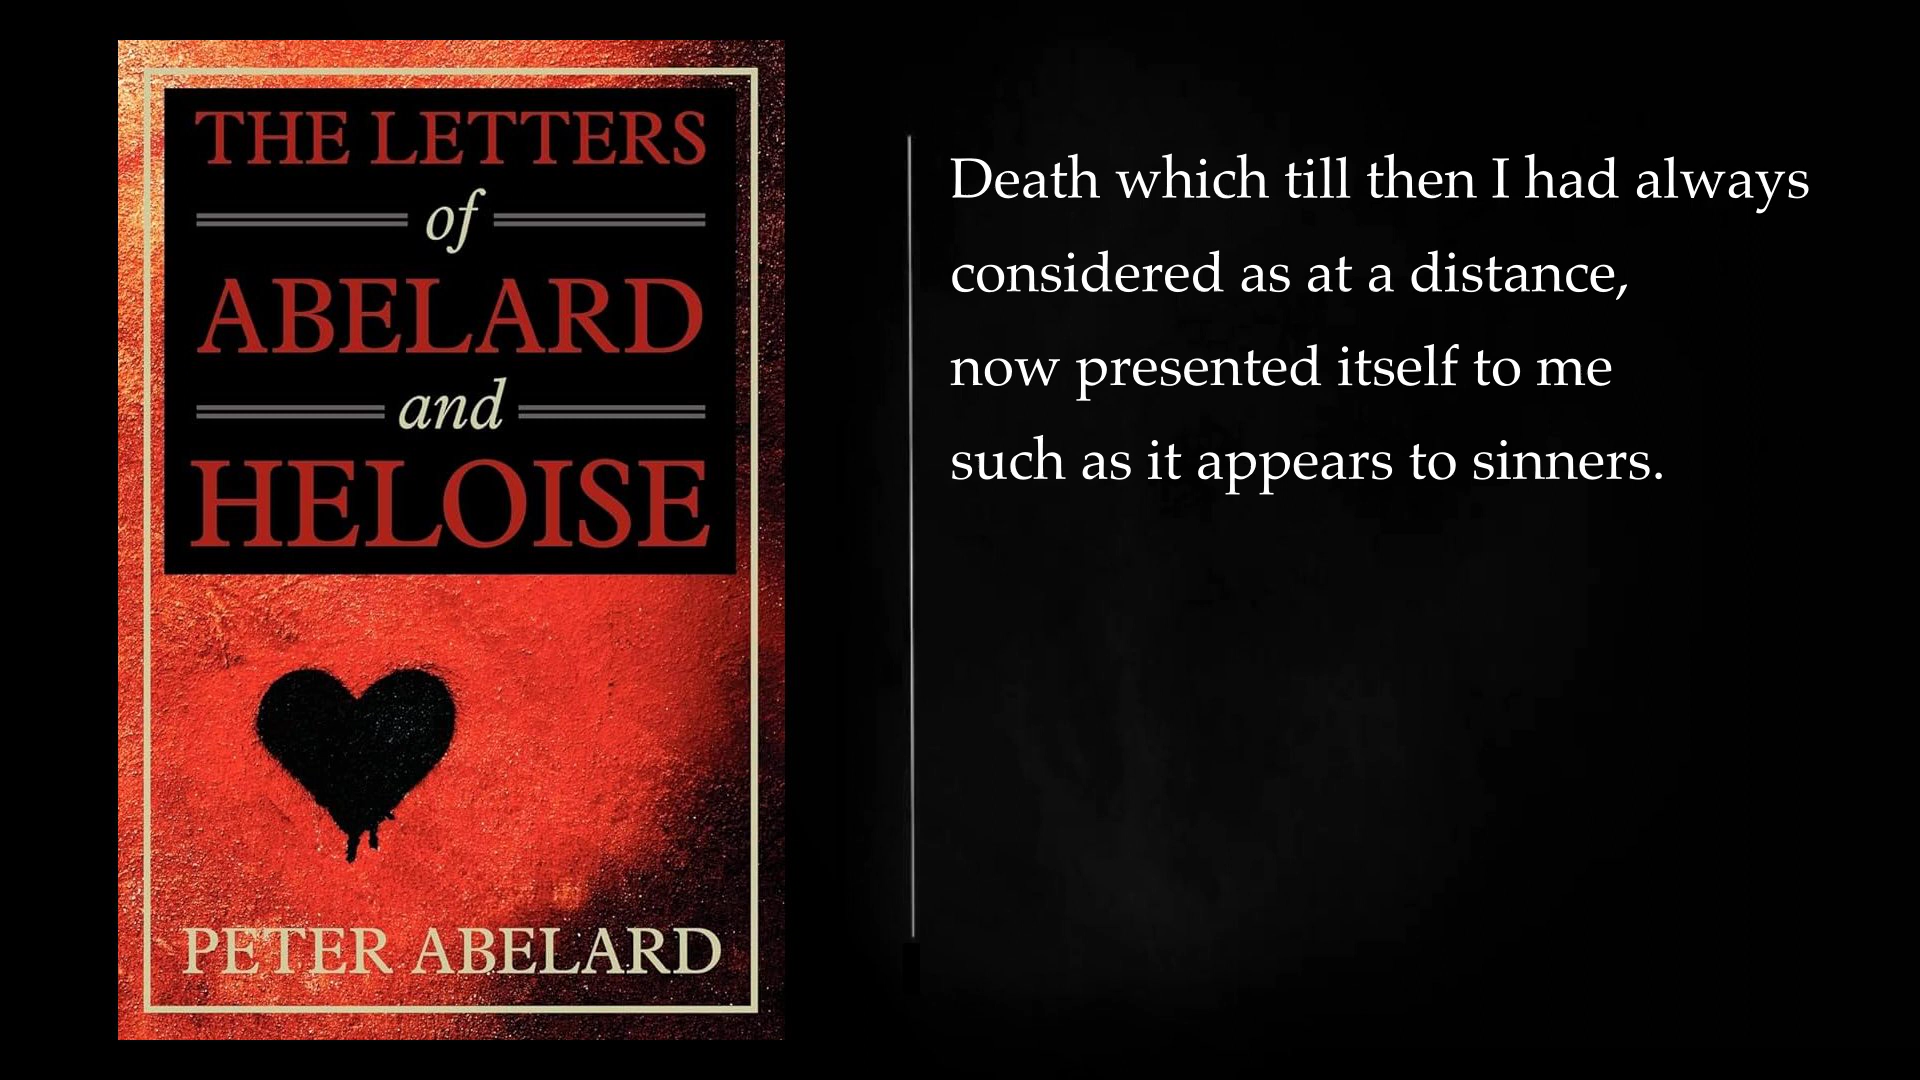 THE LETTERS
of
ABELARD
and
HELOISE
PETER ABELARD
Death which till then I had always
considered as at a distance,
now presented itself to me
such as it appears to sinners.